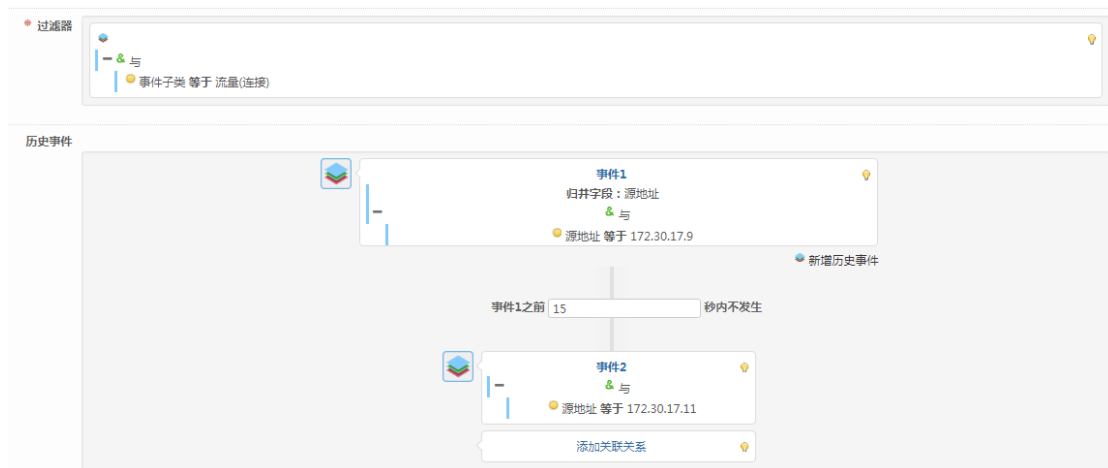 * 过滤器
& 与
事件子类 等于 流量(连接)
历史事件
事件1
归并字段：源地址
& 与
源地址 等于 172.30.17.9
新增历史事件
事件1之前 15 秒内不发生
事件2
& 与
源地址 等于 172.30.17.11
添加关联关系